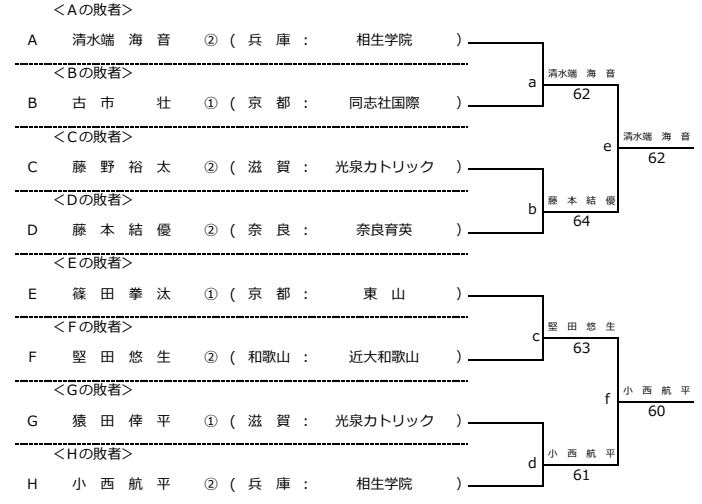 ＜Aの敗者＞
A 清水端 海 音 ② ( 兵 庫 : 相生学院 )
＜Bの敗者＞
a 清水端 海 音
62
B 古 市 壮 ① ( 京 都 : 同志社国際 )
＜Cの敗者＞
e 清水端 海 音
62
C 藤 野 裕 太 ② ( 滋 賀 : 光泉カトリック )
＜Dの敗者＞
b 藤 本 結 優
64
D 藤 本 結 優 ② ( 奈 良 : 奈良育英 )
＜Eの敗者＞
E 篠 田 拳 汰 ① ( 京 都 : 東 山 )
＜Fの敗者＞
c 堅 田 悠 生
63
F 堅 田 悠 生 ② ( 和歌山 : 近大和歌山 )
＜Gの敗者＞
f 小 西 航 平
60
G 猿 田 倖 平 ① ( 滋 賀 : 光泉カトリック )
＜Hの敗者＞
d 小 西 航 平
61
H 小 西 航 平 ② ( 兵 庫 : 相生学院 )